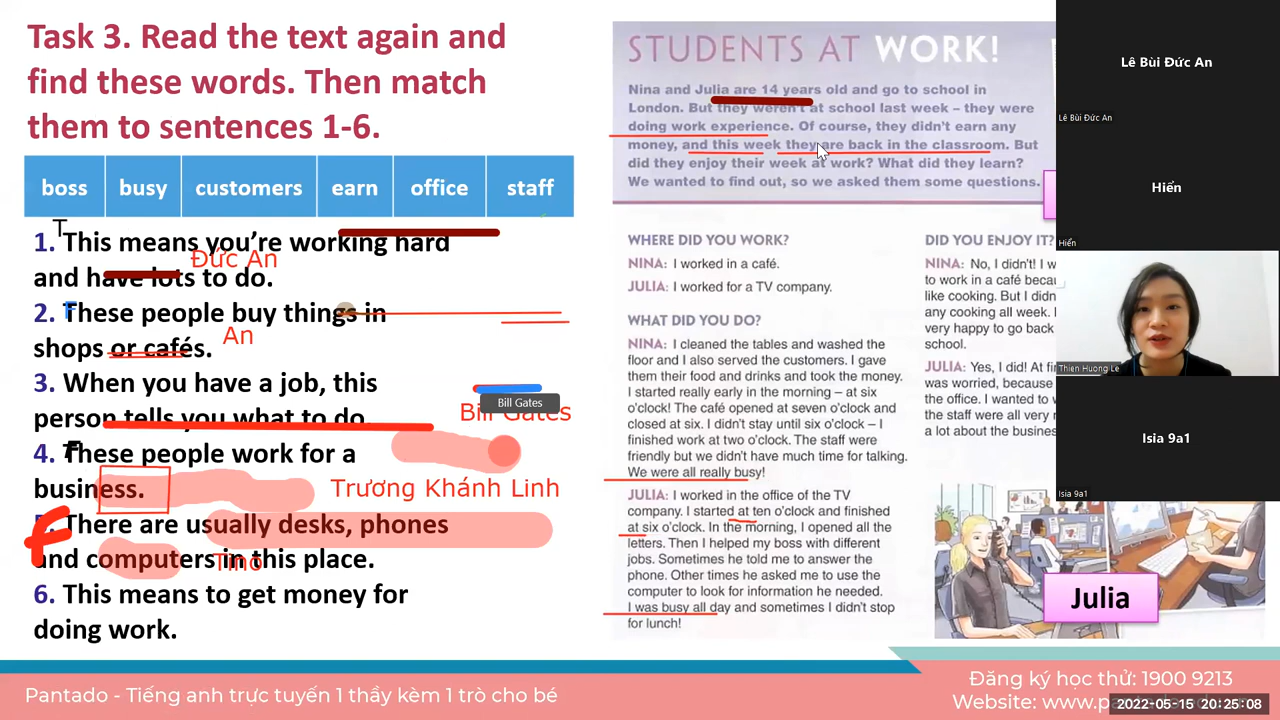 Task 3. Read the text again and
find these words. Then match
them to sentences 1-6.
boss busy customers earn office staff
T
1. This means you're working hard
and have lots to do.
Đức An
2. These people buy things in
shops or cafés.
An
3. When you have a job, this
person tells you what to do.
Bill Gates
Bill Gates
4. These people work for a
business.
Trương Khánh Linh
5. There are usually desks, phones
and computers in this place.
Tino
6. This means to get money for
doing work.
STUDENTS AT WORK!
Nina and Julia are 14 years old and go to school in
London. But they weren't at school last week – they were
doing work experience. Of course, they didn't earn any
money, and this week they are back in the classroom. But
did they enjoy their week at work? What did they learn?
We wanted to find out, so we asked them some questions.
WHERE DID YOU WORK?
NINA: I worked in a café.
JULIA: I worked for a TV company.
WHAT DID YOU DO?
NINA: I cleaned the tables and washed the
floor and I also served the customers. I gave
them their food and drinks and took the money.
I started really early in the morning – at six
o'clock! The café opened at seven o'clock and
closed at six. I didn't stay until six o'clock – I
finished work at two o'clock. The staff were
friendly but we didn't have much time for talking.
We were all really busy!
JULIA: I worked in the office of the TV
company. I started at ten o'clock and finished
at six o'clock. In the morning, I opened all the
letters. Then I helped my boss with different
jobs. Sometimes he told me to answer the
phone. Other times he asked me to use the
computer to look for information he needed.
I was busy all day and sometimes I didn't stop
for lunch!
DID YOU ENJOY IT?
NINA: No, I didn't! I w
to work in a café becau
like cooking. But I didn
any cooking all week. I
very happy to go back
school.
JULIA: Yes, I did! At fi
was worried, because
the office. I wanted to
the staff were all very
a lot about the busines
Julia
Lê Bùi Đức An
Lê Bùi Đức An
Hiển
Hiển
Thien Huong Le
Isia 9a1
Isia 9a1
Pantado - Tiếng anh trực tuyến 1 thầy kèm 1 trò cho bé
Đăng ký học thử: 1900 9213
Website: www.pa
2022-05-15 20:25:08